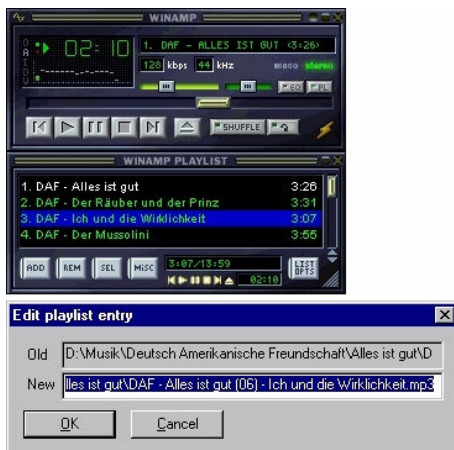 WINAMP
O
A
I
D
U
02:10
1. DAF - ALLES IST GUT <3:26>
128 kbps 44 kHz mono stereo
EQ PL
SHUFFLE
WINAMP PLAYLIST
1. DAF - Alles ist gut 3:26
2. DAF - Der Räuber und der Prinz 3:31
3. DAF - Ich und die Wirklichkeit 3:07
4. DAF - Der Mussolini 3:55
ADD REM SEL MISC 3:07/13:59 02:10 LIST OPTS
Edit playlist entry
Old D:\Musik\Deutsch Amerikanische Freundschaft\Alles ist gut\D
New lles ist gut\DAF - Alles ist gut (06) - Ich und die Wirklichkeit.mp3
OK Cancel